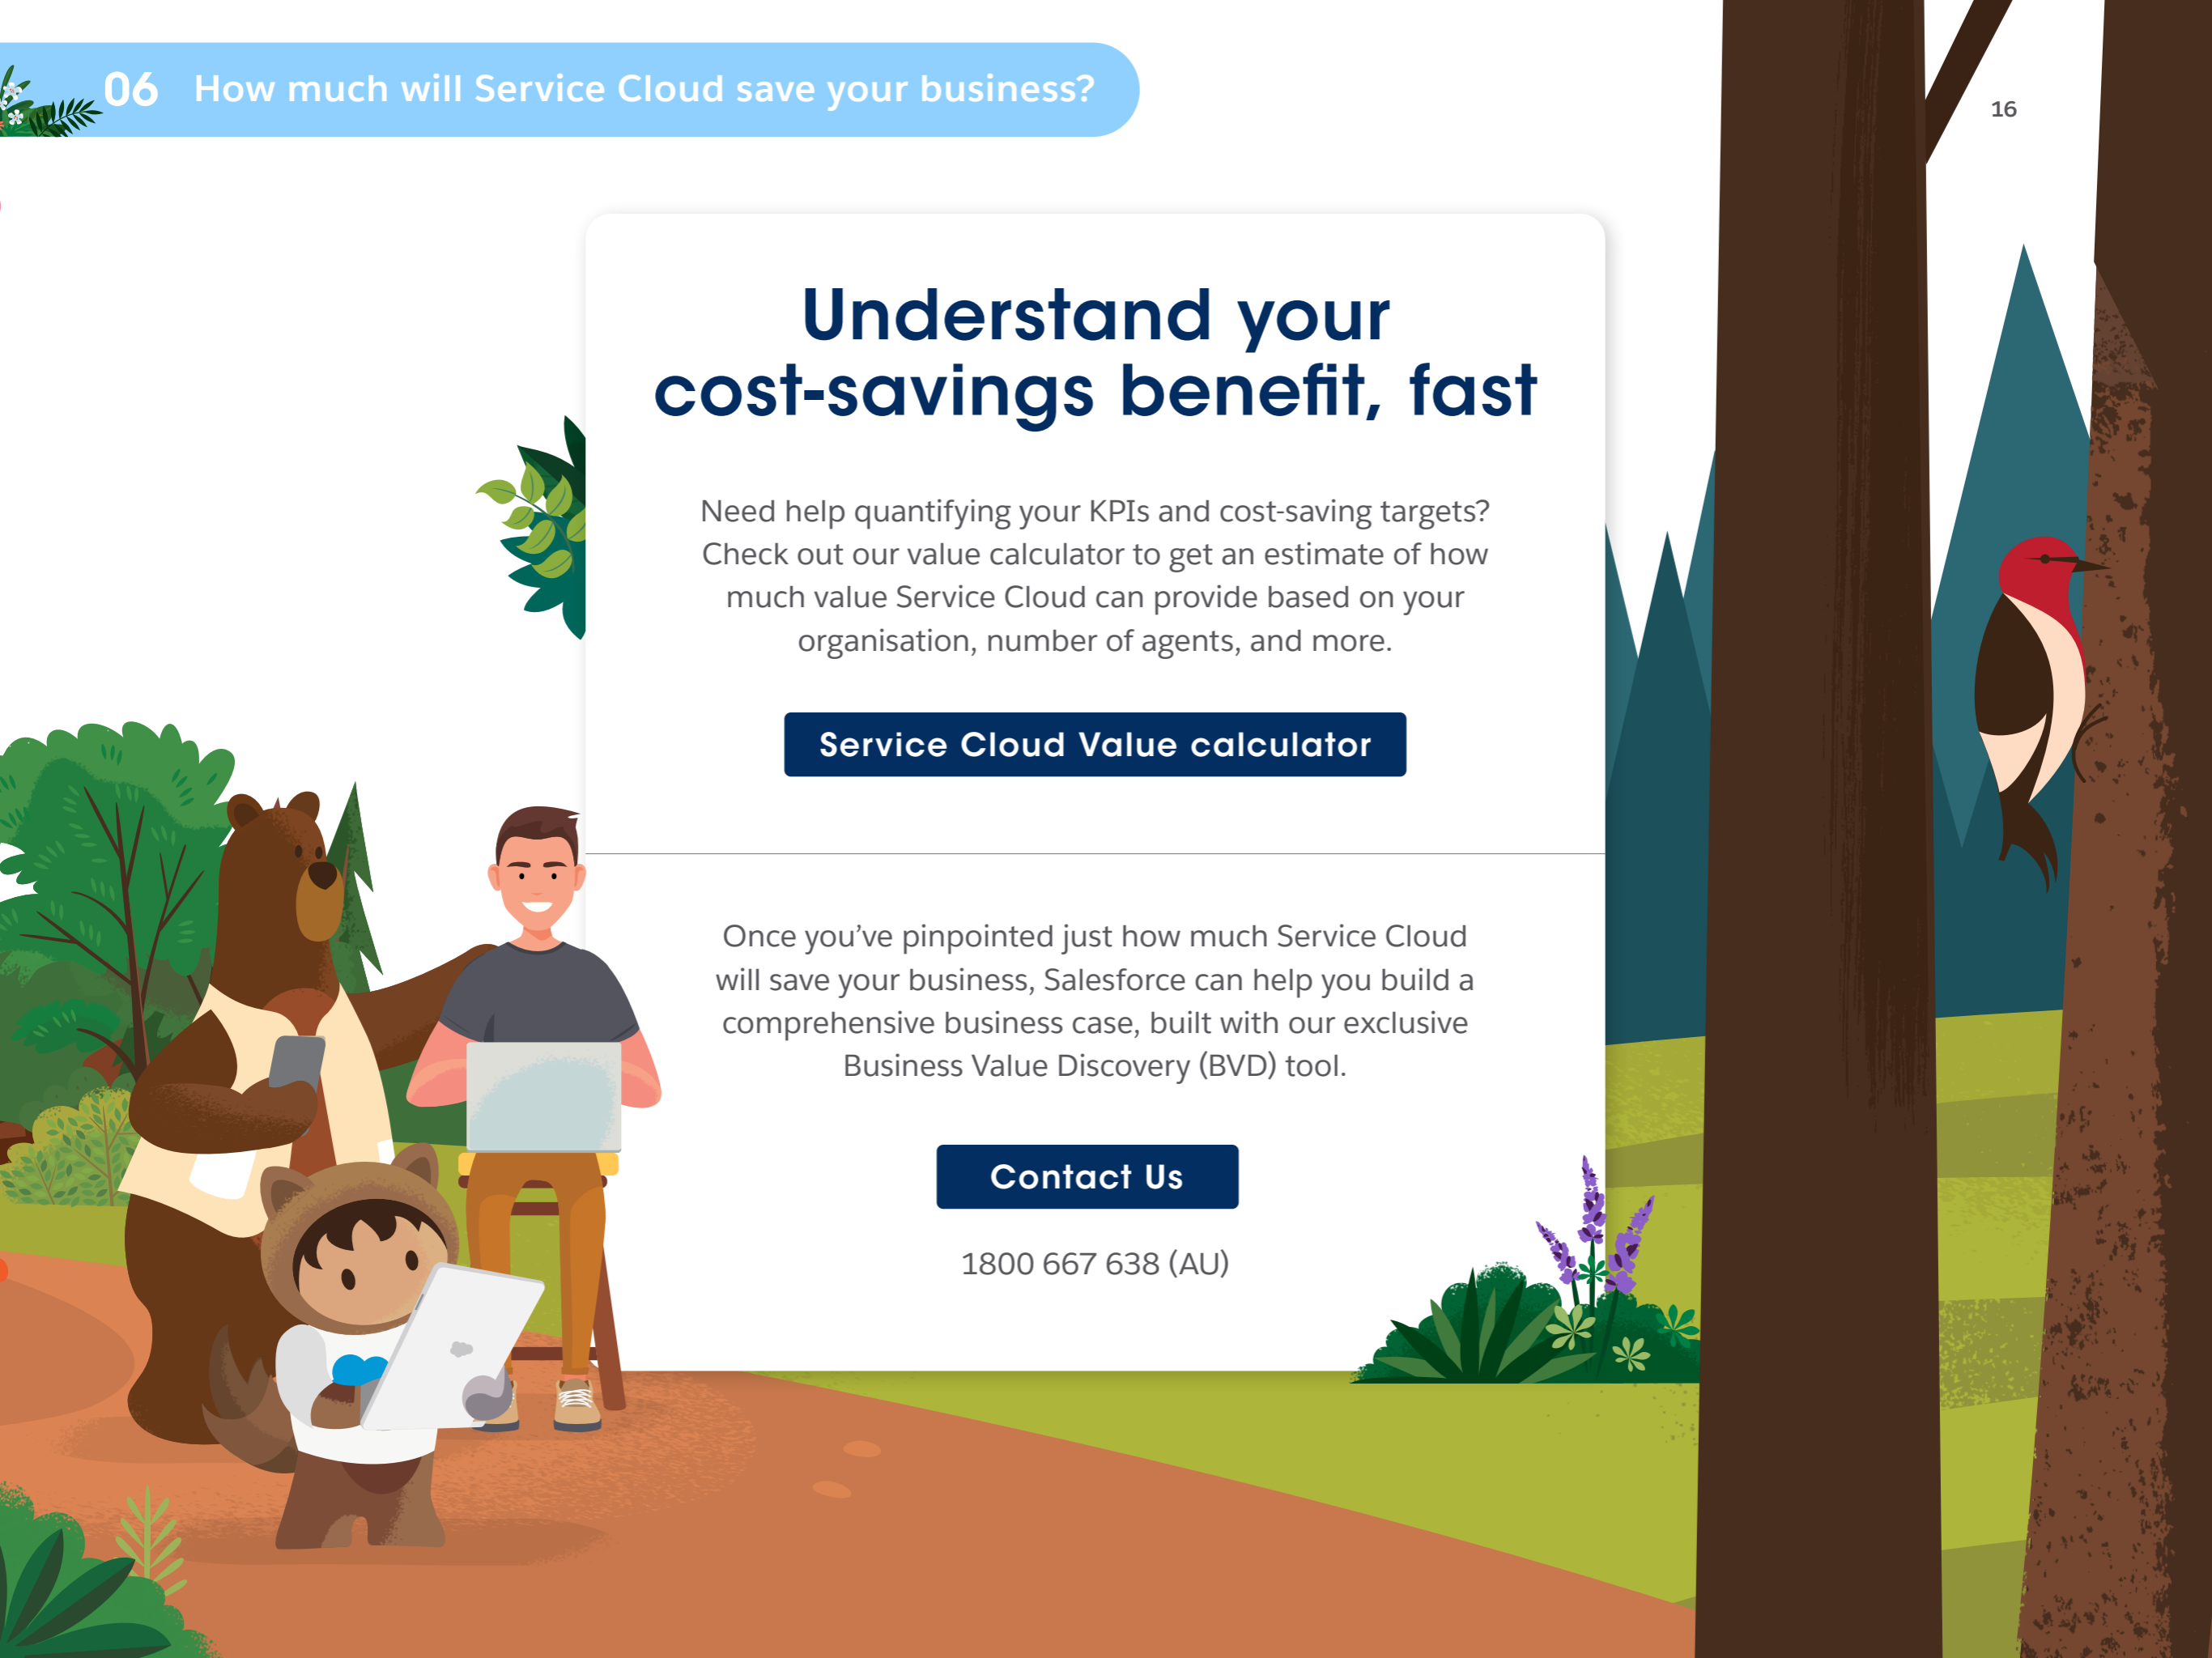 06 How much will Service Cloud save your business?
16
Understand your
cost-savings benefit, fast
Need help quantifying your KPIs and cost-saving targets?
Check out our value calculator to get an estimate of how
much value Service Cloud can provide based on your
organisation, number of agents, and more.
Service Cloud Value calculator
Once you’ve pinpointed just how much Service Cloud
will save your business, Salesforce can help you build a
comprehensive business case, built with our exclusive
Business Value Discovery (BVD) tool.
Contact Us
1800 667 638 (AU)